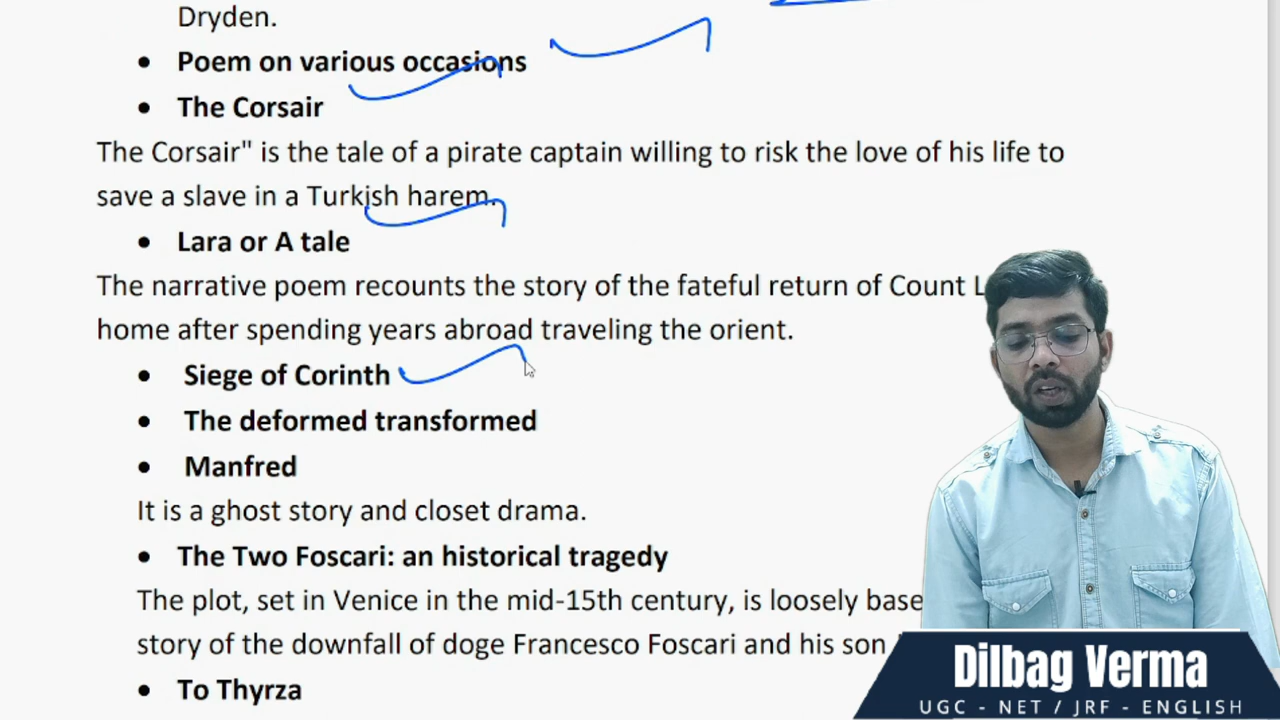 Dryden.
• Poem on various occasions
• The Corsair
The Corsair" is the tale of a pirate captain willing to risk the love of his life to
save a slave in a Turkish harem.
• Lara or A tale
The narrative poem recounts the story of the fateful return of Count
home after spending years abroad traveling the orient.
• Siege of Corinth
• The deformed transformed
• Manfred
It is a ghost story and closet drama.
• The Two Foscari: an historical tragedy
The plot, set in Venice in the mid-15th century, is loosely
story of the downfall of doge Francesco Foscari and his son
• To Thyrza
Dilbag Verma
UGC - NET / JRF - ENGLISH